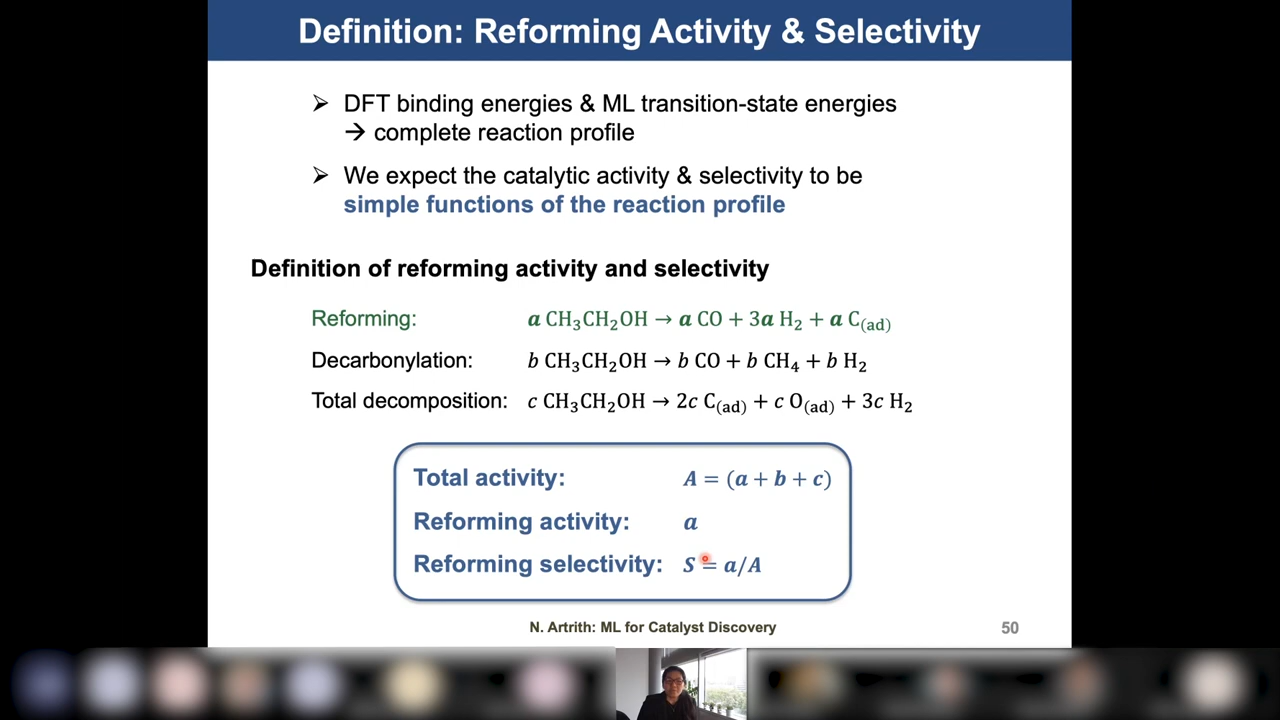 Definition: Reforming Activity & Selectivity
➢ DFT binding energies & ML transition-state energies
→ complete reaction profile
➢ We expect the catalytic activity & selectivity to be
simple functions of the reaction profile
Definition of reforming activity and selectivity
Reforming: a CH₃CH₂OH → a CO + 3a H₂ + a C₍ad₎
Decarbonylation: b CH₃CH₂OH → b CO + b CH₄ + b H₂
Total decomposition: c CH₃CH₂OH → 2c C₍ad₎ + c O₍ad₎ + 3c H₂
Total activity: A = (a + b + c)
Reforming activity: a
Reforming selectivity: S = a/A
N. Artrith: ML for Catalyst Discovery 50